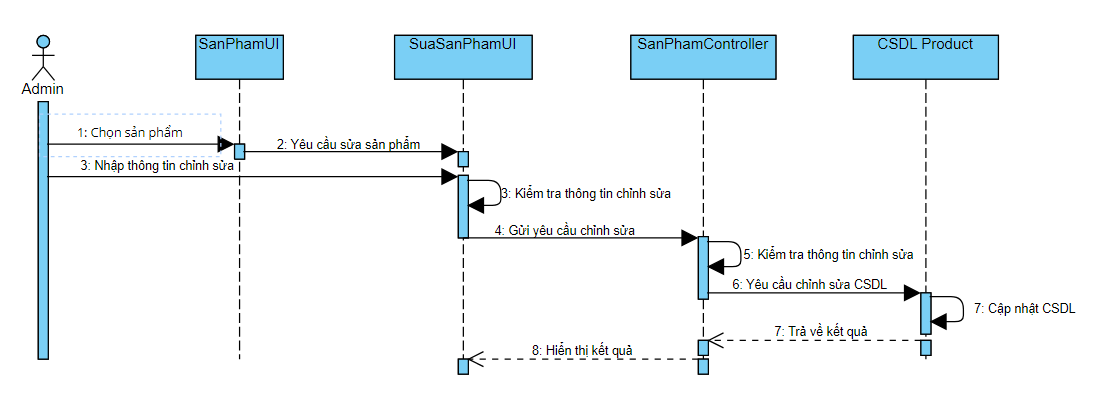 SanPhamUI
SuaSanPhamUI
SanPhamController
CSDL Product
Admin
1: Chọn sản phẩm
2: Yêu cầu sửa sản phẩm
3: Nhập thông tin chỉnh sửa
3: Kiểm tra thông tin chỉnh sửa
4: Gửi yêu cầu chỉnh sửa
5: Kiểm tra thông tin chỉnh sửa
6: Yêu cầu chỉnh sửa CSDL
7: Cập nhật CSDL
7: Trả về kết quả
8: Hiển thị kết quả